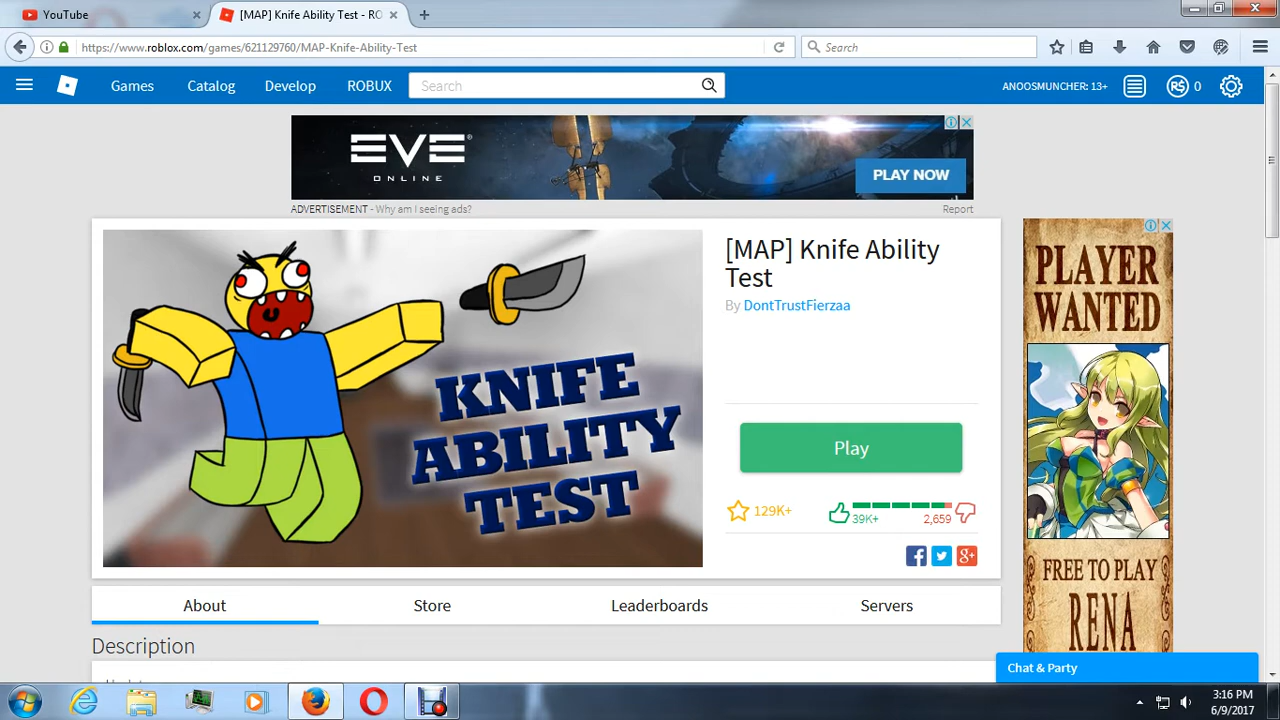 YouTube
[MAP] Knife Ability Test - RO
https://www.roblox.com/games/621129760/MAP-Knife-Ability-Test
Search
Games
Catalog
Develop
ROBUX
Search
ANOOSMUNCHER: 13+
R$ 0
EVE
ONLINE
PLAY NOW
ADVERTISEMENT - Why am I seeing ads?
Report
KNIFE
ABILITY
TEST
[MAP] Knife Ability
Test
By DontTrustFierzaa
Play
129K+
39K+
2,659
PLAYER
WANTED
FREE TO PLAY
RENA
About
Store
Leaderboards
Servers
Description
Chat & Party
3:16 PM
6/9/2017